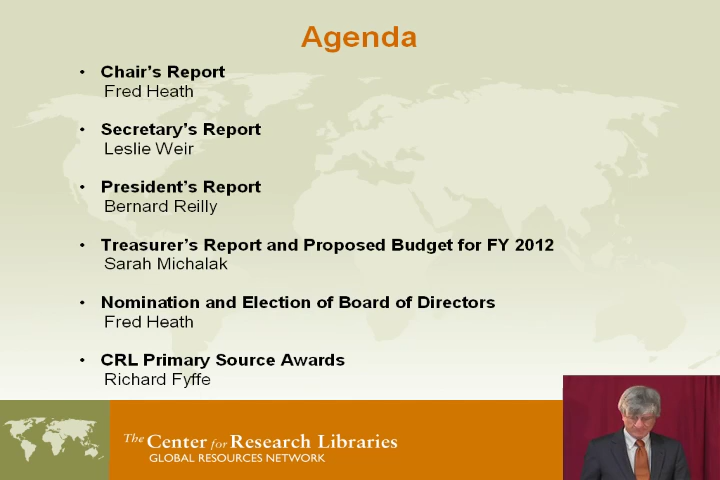 Agenda
• Chair's Report
Fred Heath
• Secretary's Report
Leslie Weir
• President's Report
Bernard Reilly
• Treasurer's Report and Proposed Budget for FY 2012
Sarah Michalak
• Nomination and Election of Board of Directors
Fred Heath
• CRL Primary Source Awards
Richard Fyffe
The Center for Research Libraries
GLOBAL RESOURCES NETWORK